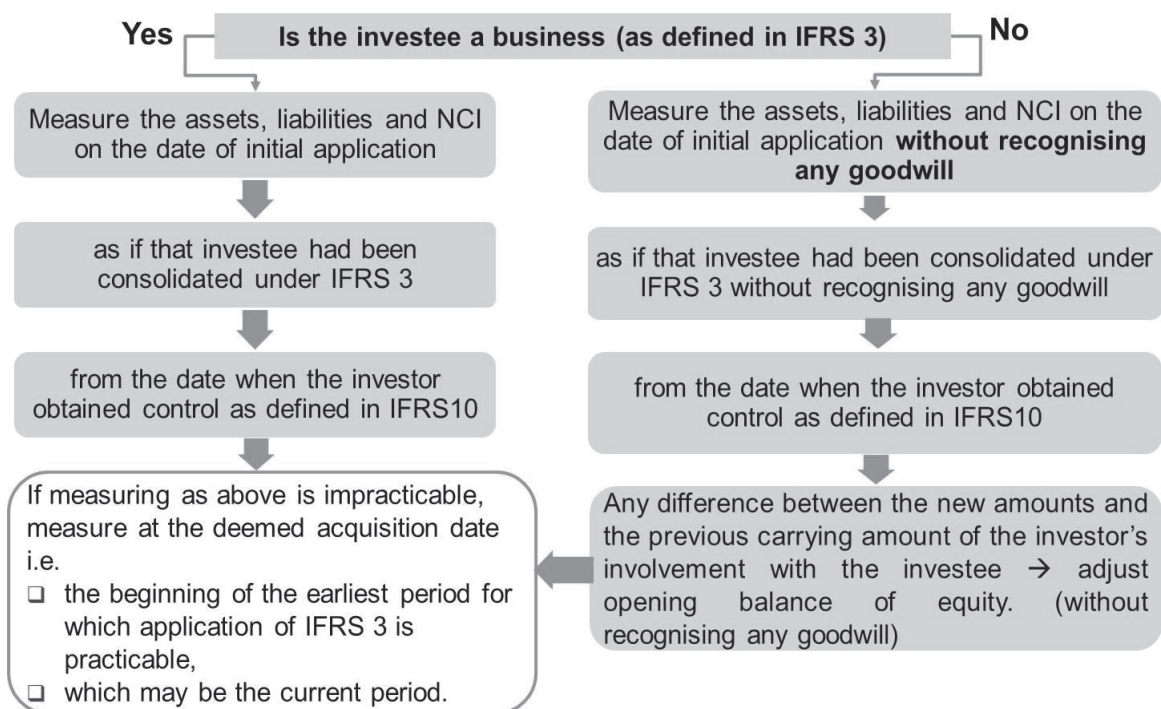 Yes
Is the investee a business (as defined in IFRS 3)
No
Measure the assets, liabilities and NCI
on the date of initial application
as if that investee had been
consolidated under IFRS 3
from the date when the investor
obtained control as defined in IFRS10
If measuring as above is impracticable,
measure at the deemed acquisition date
i.e.
❑ the beginning of the earliest period for
which application of IFRS 3 is
practicable,
❑ which may be the current period.
Measure the assets, liabilities and NCI on the
date of initial application without recognising
any goodwill
as if that investee had been consolidated under
IFRS 3 without recognising any goodwill
from the date when the investor obtained
control as defined in IFRS10
Any difference between the new amounts and
the previous carrying amount of the investor’s
involvement with the investee → adjust
opening balance of equity. (without
recognising any goodwill)